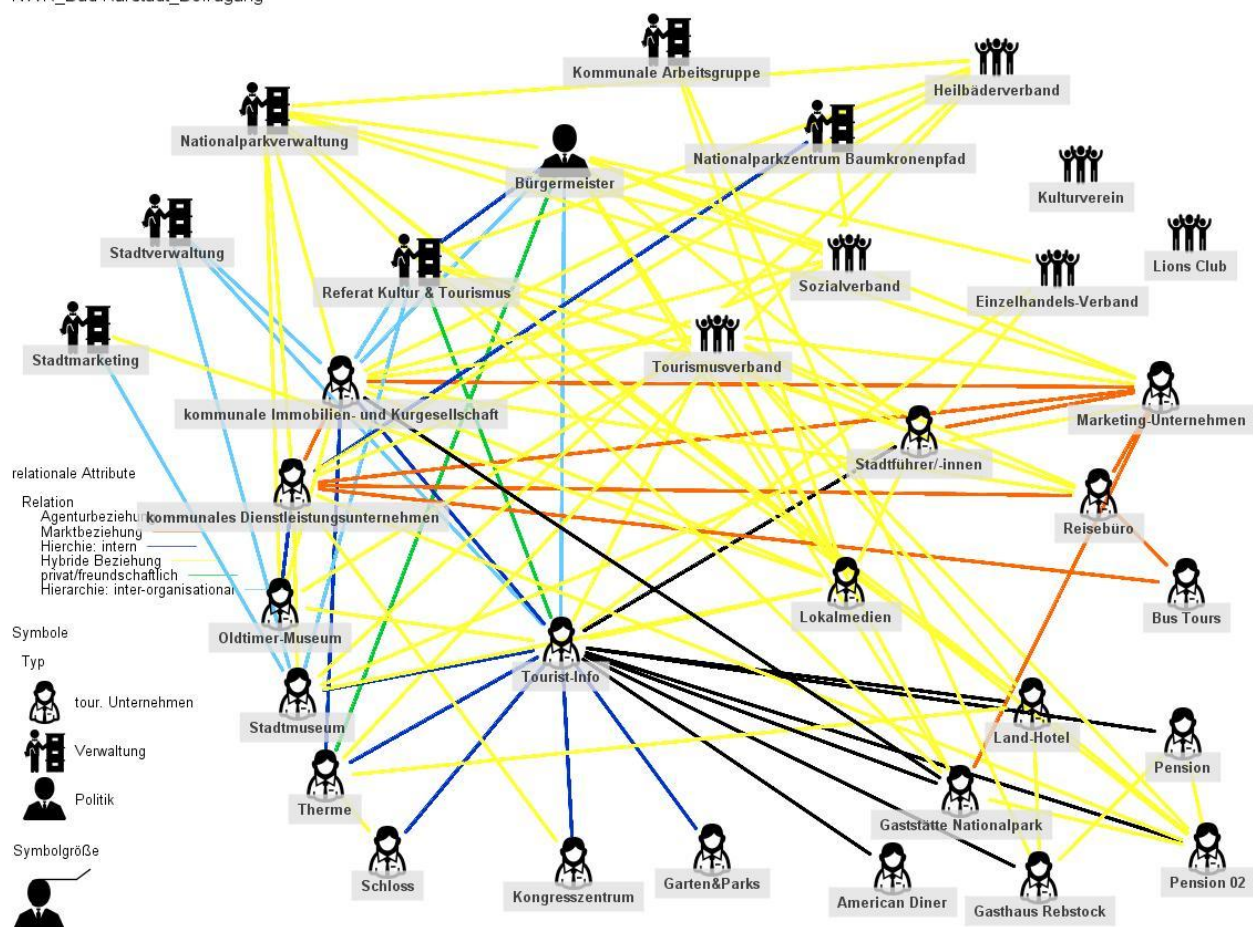 Kommunale Arbeitsgruppe
Heilbäderverband
Nationalparkverwaltung
Nationalparkzentrum Baumkronenpfad
Bürgermeister
Kulturverein
Stadtverwaltung
Lions Club
Referat Kultur & Tourismus
Sozialverband
Einzelhandels-Verband
Stadtmarketing
Tourismusverband
kommunale Immobilien- und Kurgesellschaft
Marketing-Unternehmen
Stadtführer/-innen
relationale Attribute
Relation
kommunales Dienstleistungsunternehmen
Reisebüro
Marktbeziehung
Hierchie: intern
Hybride Beziehung
privat/freundschaftlich
Hierarchie: inter-organisational
Lokalmedien
Bus Tours
Oldtimer-Museum
Symbole
Typ
Tourist-Info
tour. Unternehmen
Stadtmuseum
Land-Hotel
Verwaltung
Pension
Politik
Therme
Gaststätte Nationalpark
Symbolgröße
Schloss
Kongresszentrum
Garten&Parks
American Diner
Gasthaus Rebstock
Pension 02